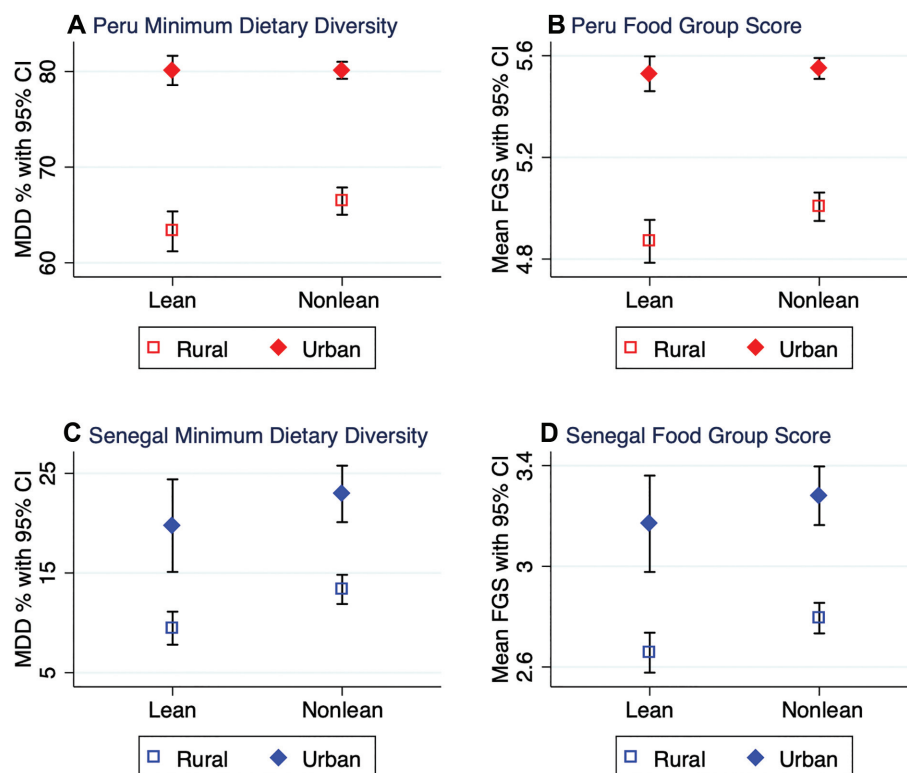 A Peru Minimum Dietary Diversity
MDD % with 95% CI
80
70
60
Lean Nonlean
Rural Urban
B Peru Food Group Score
Mean FGS with 95% CI
5.6
5.2
4.8
Lean Nonlean
Rural Urban
C Senegal Minimum Dietary Diversity
MDD % with 95% CI
25
15
5
Lean Nonlean
Rural Urban
D Senegal Food Group Score
Mean FGS with 95% CI
3.4
3
2.6
Lean Nonlean
Rural Urban